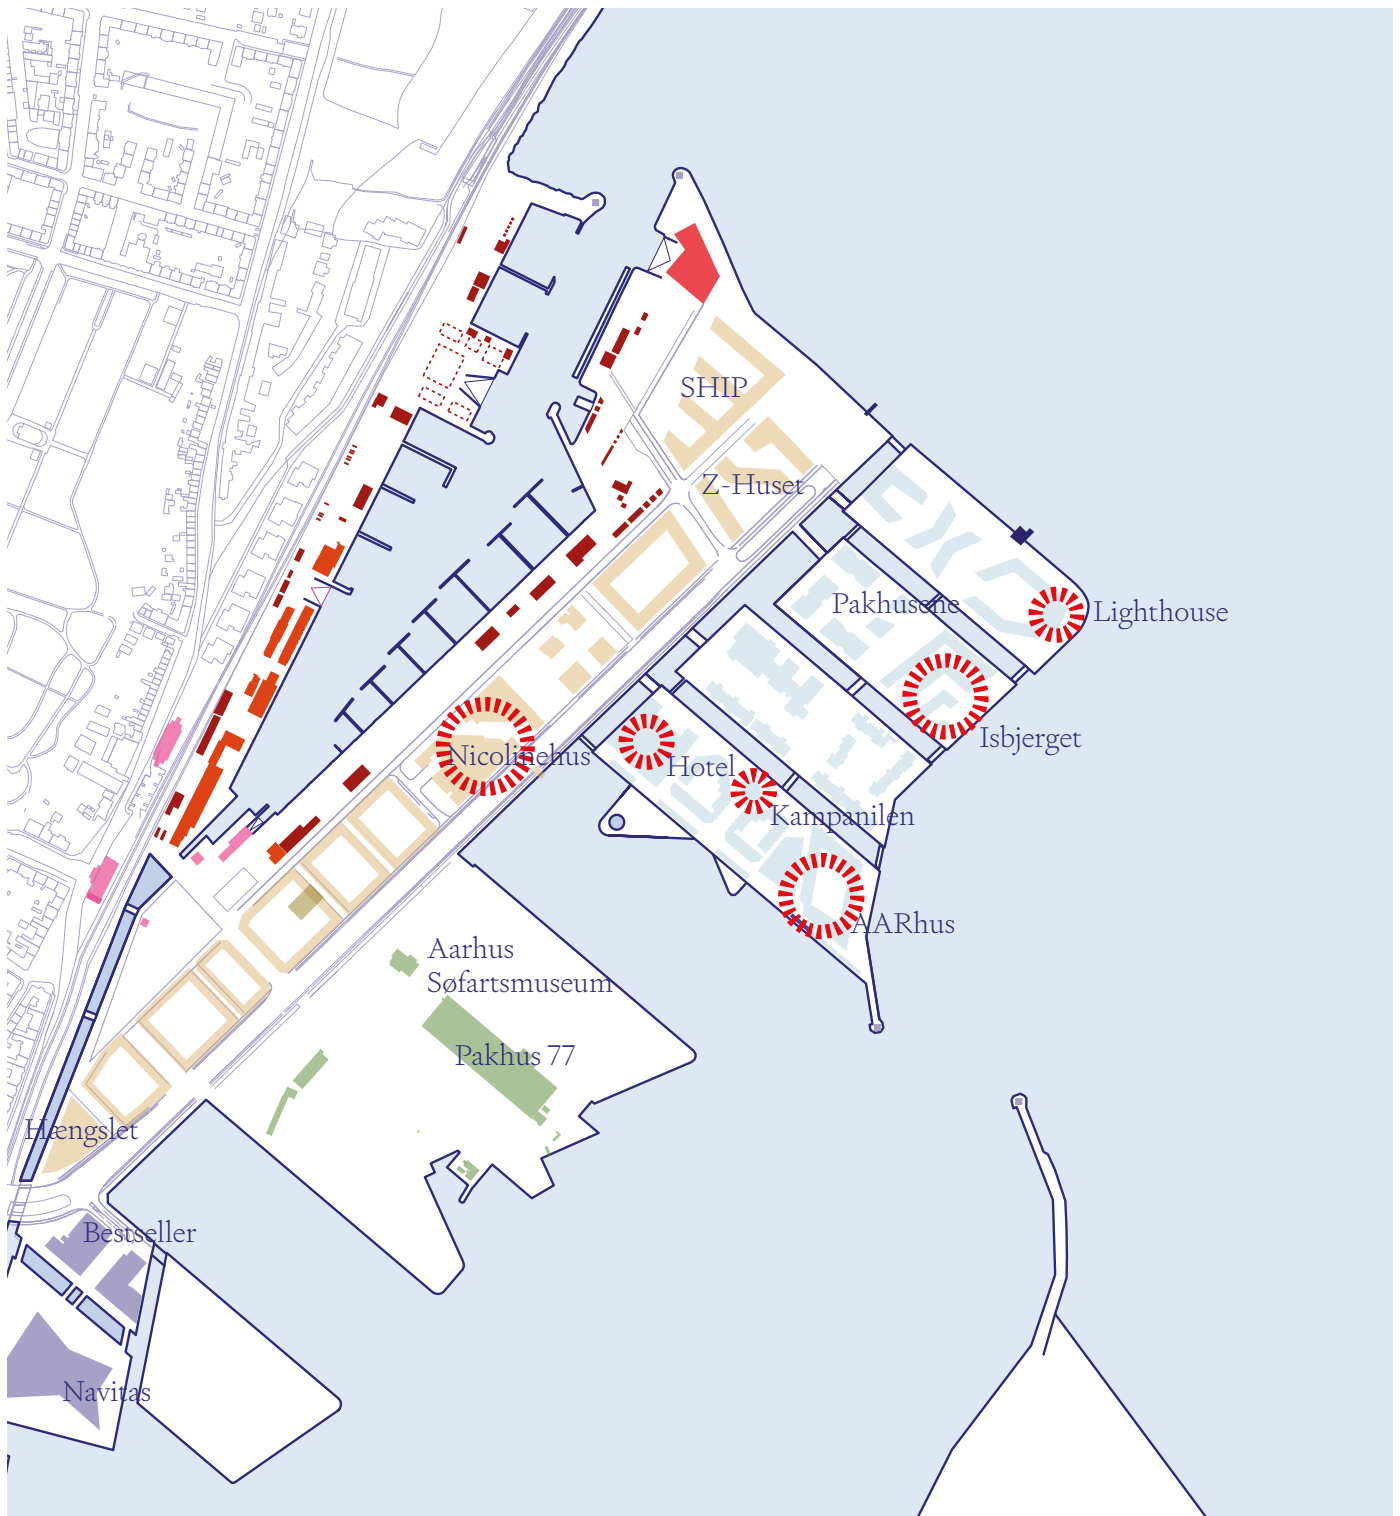 SHIP
Z-Huset
Pakhusene
Lighthouse
Isbjerget
Nicolinehus
Hotel
Kampanilen
AARhus
Aarhus
Søfartsmuseum
Pakhus 77
Hængslet
Bestseller
Navitas